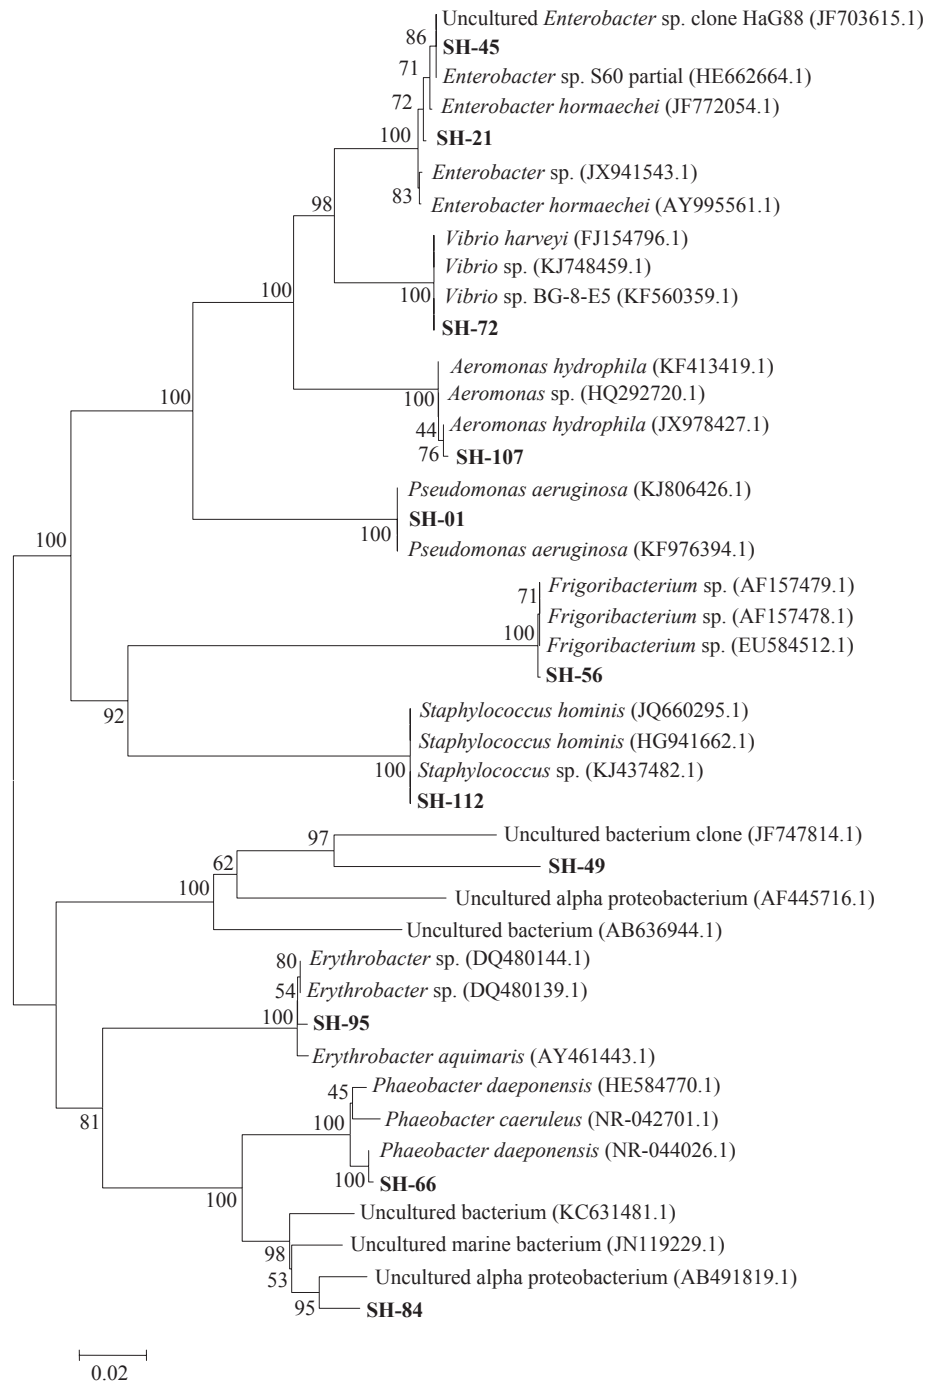 Uncultured Enterobacter sp. clone HaG88 (JF703615.1)
86
SH-45
71
Enterobacter sp. S60 partial (HE662664.1)
72
Enterobacter hormaechei (JF772054.1)
100
SH-21
Enterobacter sp. (JX941543.1)
83
Enterobacter hormaechei (AY995561.1)
98
Vibrio harveyi (FJ154796.1)
Vibrio sp. (KJ748459.1)
100
100
Vibrio sp. BG-8-E5 (KF560359.1)
SH-72
Aeromonas hydrophila (KF413419.1)
100
100
Aeromonas sp. (HQ292720.1)
44
Aeromonas hydrophila (JX978427.1)
76
SH-107
Pseudomonas aeruginosa (KJ806426.1)
SH-01
100
100
Pseudomonas aeruginosa (KF976394.1)
Frigoribacterium sp. (AF157479.1)
71
Frigoribacterium sp. (AF157478.1)
100
Frigoribacterium sp. (EU584512.1)
SH-56
92
Staphylococcus hominis (JQ660295.1)
Staphylococcus hominis (HG941662.1)
100
Staphylococcus sp. (KJ437482.1)
SH-112
97
Uncultured bacterium clone (JF747814.1)
62
SH-49
100
Uncultured alpha proteobacterium (AF445716.1)
Uncultured bacterium (AB636944.1)
80
Erythrobacter sp. (DQ480144.1)
54
Erythrobacter sp. (DQ480139.1)
100
SH-95
Erythrobacter aquimaris (AY461443.1)
81
45
Phaeobacter daeponensis (HE584770.1)
100
Phaeobacter caeruleus (NR-042701.1)
Phaeobacter daeponensis (NR-044026.1)
100
100
SH-66
Uncultured bacterium (KC631481.1)
98
Uncultured marine bacterium (JN119229.1)
53
Uncultured alpha proteobacterium (AB491819.1)
95
SH-84
0.02